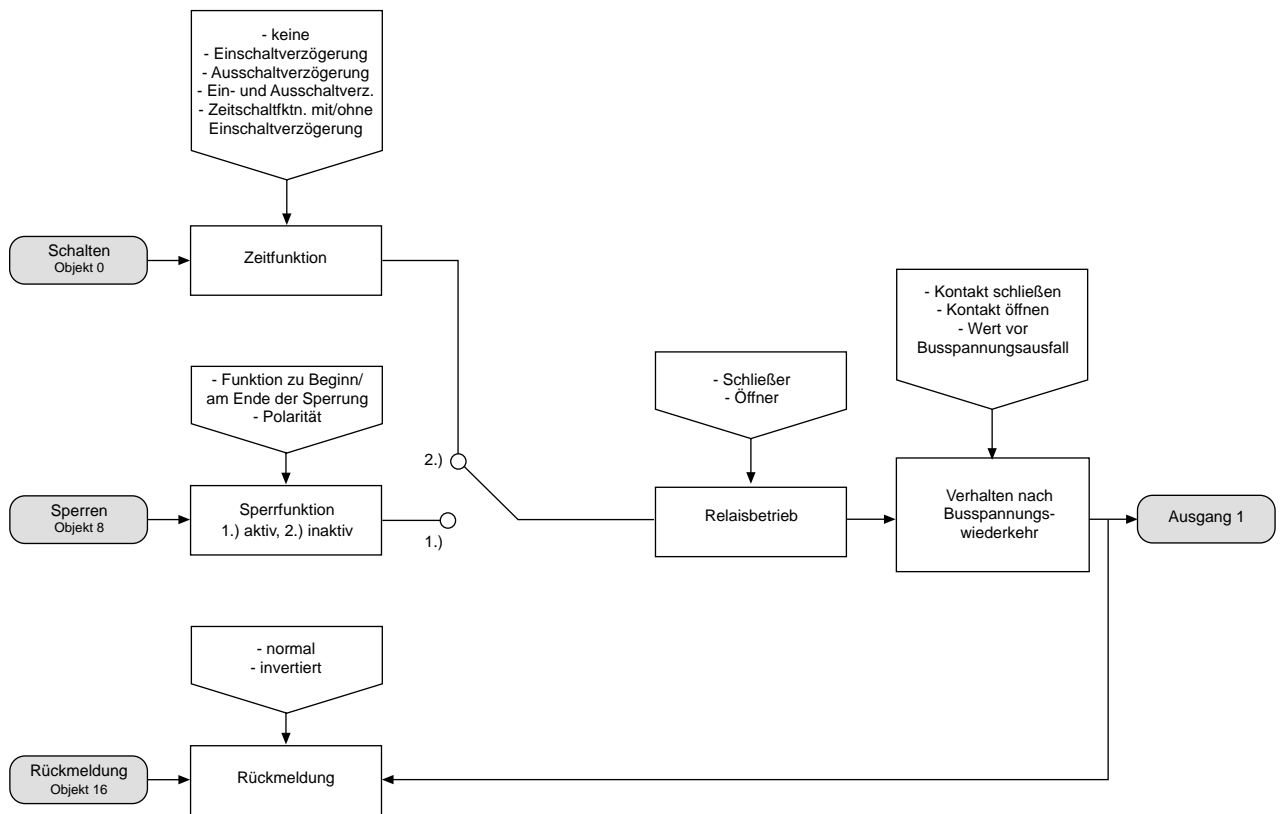 - keine
- Einschaltverzögerung
- Ausschaltverzögerung
- Ein- und Ausschaltverz.
- Zeitschaltfktn. mit/ohne
Einschaltverzögerung
Schalten
Objekt 0
Zeitfunktion
- Kontakt schließen
- Kontakt öffnen
- Wert vor
Busspannungsausfall
- Funktion zu Beginn/
am Ende der Sperrung
- Polarität
- Schließer
- Öffner
2.)
Sperren
Objekt 8
Sperrfunktion
1.) aktiv, 2.) inaktiv
1.)
Relaisbetrieb
Verhalten nach
Busspannungs-
wiederkehr
Ausgang 1
- normal
- invertiert
Rückmeldung
Objekt 16
Rückmeldung